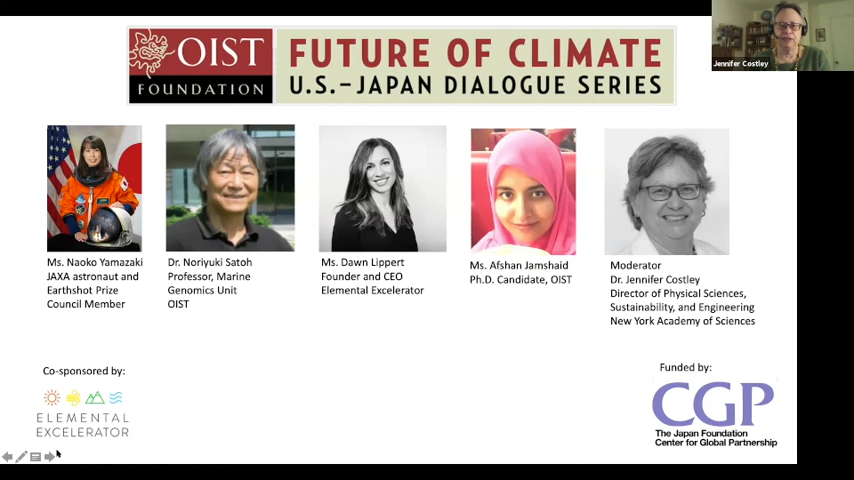 Jennifer Costley
OIST
FOUNDATION
FUTURE OF CLIMATE
U.S.–JAPAN DIALOGUE SERIES
Ms. Naoko Yamazaki
JAXA astronaut and
Earthshot Prize
Council Member
Dr. Noriyuki Satoh
Professor, Marine
Genomics Unit
OIST
Ms. Dawn Lippert
Founder and CEO
Elemental Excelerator
Ms. Afshan Jamshaid
Ph.D. Candidate, OIST
Moderator
Dr. Jennifer Costley
Director of Physical Sciences,
Sustainability, and Engineering
New York Academy of Sciences
Co-sponsored by:
ELEMENTAL
EXCELERATOR
Funded by:
CGP
The Japan Foundation
Center for Global Partnership